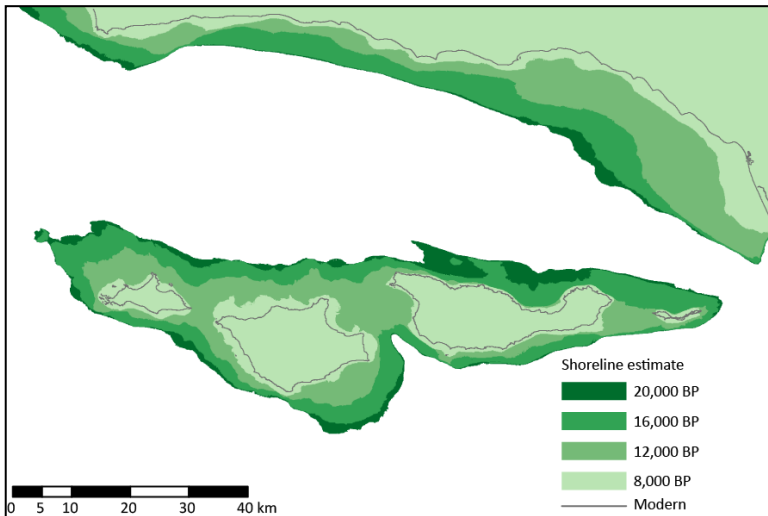 Shoreline estimate
20,000 BP
16,000 BP
12,000 BP
8,000 BP
Modern
0 5 10 20 30 40 km